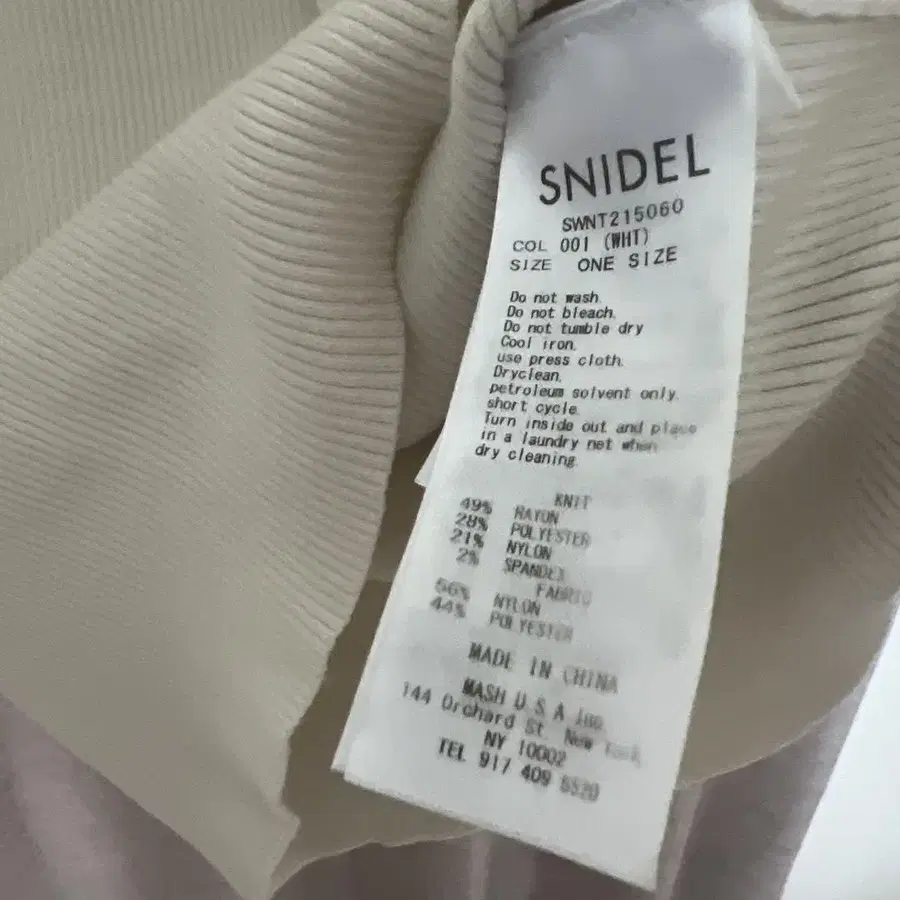 SNIDEL
SWNT215060
COL 001 (WHT)
SIZE ONE SIZE
Do not wash.
Do not bleach.
Do not tumble dry
Cool iron.
use press cloth.
Dryclean,
petroleum solvent only.
short cycle.
Turn inside out and place
in a laundry net when
dry cleaning.
KNIT
49% RAYON
28% POLYESTER
21% NYLON
2% SPANDEX
FABRIC
56% NYLON
44% POLYESTER
MADE IN CHINA
MASH U.S.A Inc.
144 Orchard St. New York,
NY 10002
TEL 917 409 5520